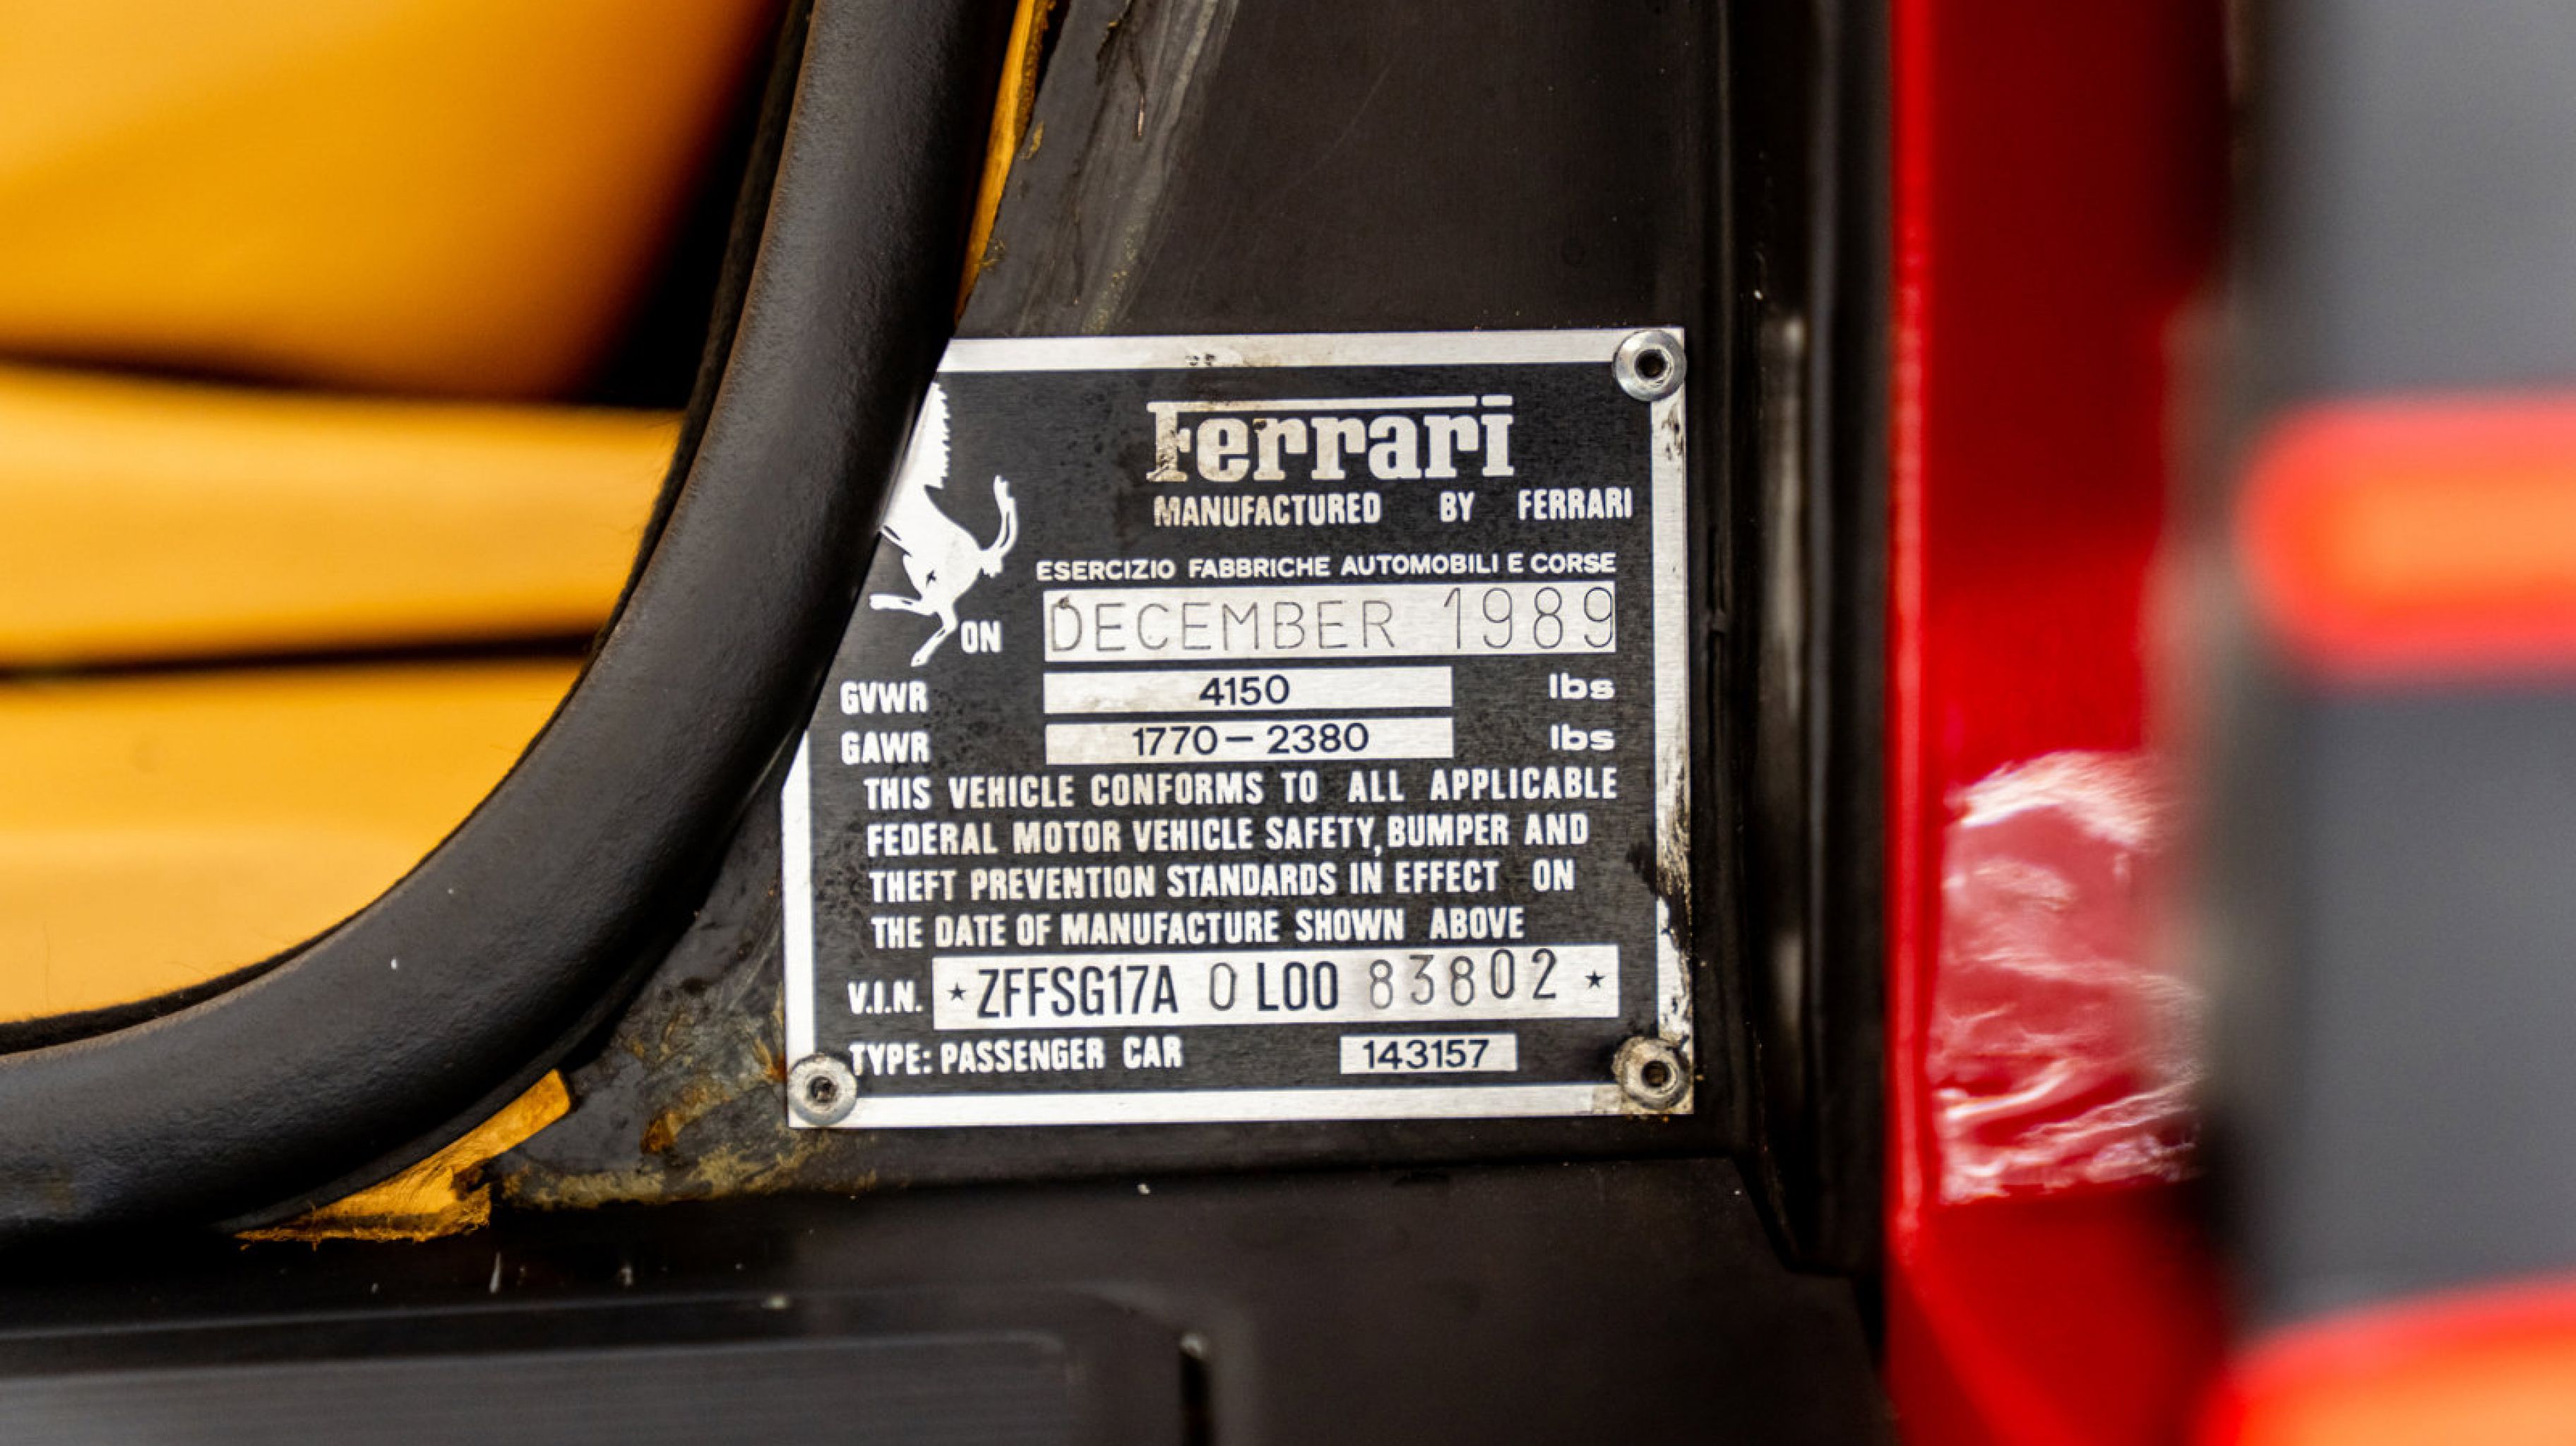 Ferrari
MANUFACTURED BY FERRARI
ESERCIZIO FABBRICHE AUTOMOBILI E CORSE
ON DECEMBER 1989
GVWR 4150 lbs
GAWR 1770-2380 lbs
THIS VEHICLE CONFORMS TO ALL APPLICABLE
FEDERAL MOTOR VEHICLE SAFETY, BUMPER AND
THEFT PREVENTION STANDARDS IN EFFECT ON
THE DATE OF MANUFACTURE SHOWN ABOVE
V.I.N. ★ ZFFSG17A 0 L00 83802 ★
TYPE: PASSENGER CAR 143157